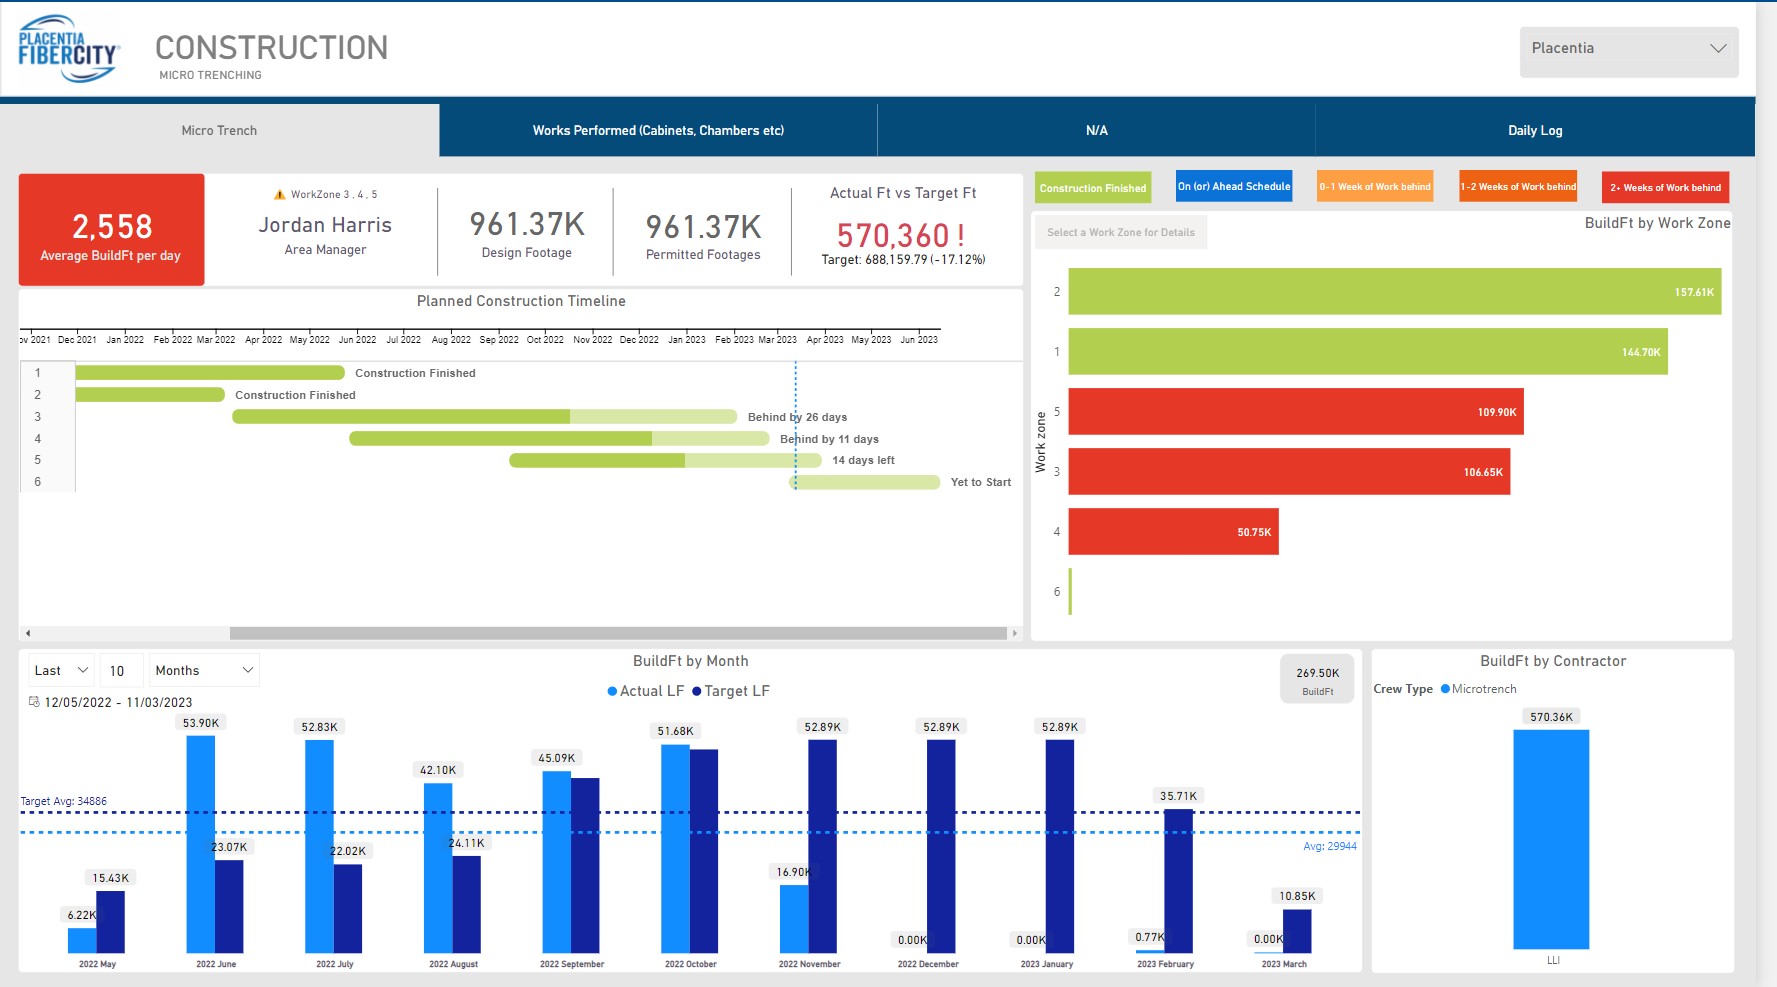 PLACENTIA
FIBERCITY
CONSTRUCTION
MICRO TRENCHING
Placentia
Micro Trench
Works Performed (Cabinets, Chambers etc)
N/A
Daily Log
2,558
Average BuildFt per day
WorkZone 3 , 4 , 5
Jordan Harris
Area Manager
961.37K
Design Footage
961.37K
Permitted Footages
Actual Ft vs Target Ft
570,360 !
Target: 688,159.79 (-17.12%)
Construction Finished
On (or) Ahead Schedule
0-1 Week of Work behind
1-2 Weeks of Work behind
2+ Weeks of Work behind
Planned Construction Timeline
ov 2021 Dec 2021 Jan 2022 Feb 2022 Mar 2022 Apr 2022 May 2022 Jun 2022 Jul 2022 Aug 2022 Sep 2022 Oct 2022 Nov 2022 Dec 2022 Jan 2023 Feb 2023 Mar 2023 Apr 2023 May 2023 Jun 2023
1 Construction Finished
2 Construction Finished
3 Behind by 26 days
4 Behind by 11 days
5 14 days left
6 Yet to Start
Select a Work Zone for Details
BuildFt by Work Zone
Work zone
2 157.61K
1 144.70K
5 109.90K
3 106.65K
4 50.75K
6
Last 10 Months
12/05/2022 - 11/03/2023
BuildFt by Month
Actual LF Target LF
269.50K
BuildFt
53.90K
52.83K
42.10K
45.09K
51.68K
52.89K
52.89K
52.89K
35.71K
Target Avg: 34886
Avg: 29944
23.07K
22.02K
24.11K
15.43K
6.22K
16.90K
0.00K
0.00K
0.77K
0.00K
10.85K
2022 May
2022 June
2022 July
2022 August
2022 September
2022 October
2022 November
2022 December
2023 January
2023 February
2023 March
BuildFt by Contractor
Crew Type Microtrench
570.36K
LLI